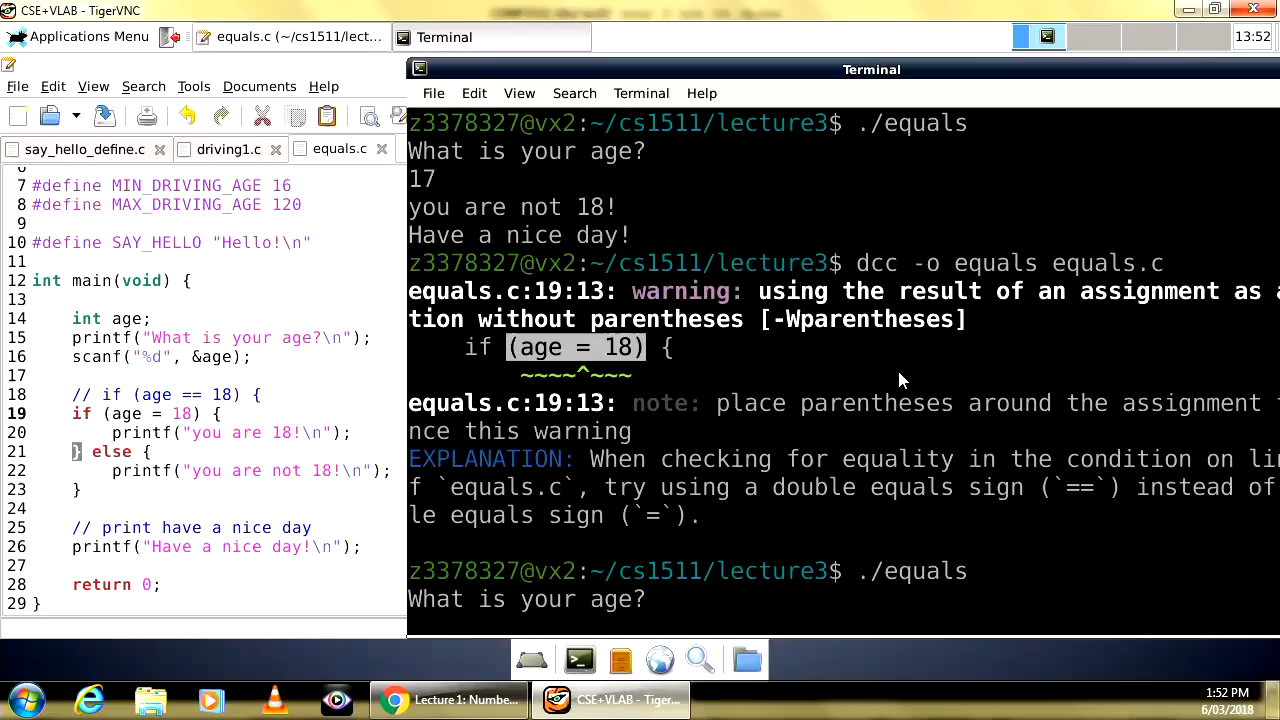 CSE+VLAB - TigerVNC
Applications Menu
equals.c (~/cs1511/lect...
Terminal
13:52
File Edit View Search Tools Documents Help
say_hello_define.c
driving1.c
equals.c
7 #define MIN_DRIVING_AGE 16
8 #define MAX_DRIVING_AGE 120
9
10 #define SAY_HELLO "Hello!\n"
11
12 int main(void) {
13
14 int age;
15 printf("What is your age?\n");
16 scanf("%d", &age);
17
18 // if (age == 18) {
19 if (age = 18) {
20 printf("you are 18!\n");
21 } else {
22 printf("you are not 18!\n");
23 }
24
25 // print have a nice day
26 printf("Have a nice day!\n");
27
28 return 0;
29 }
Terminal
File Edit View Search Terminal Help
z3378327@vx2:~/cs1511/lecture3$ ./equals
What is your age?
17
you are not 18!
Have a nice day!
z3378327@vx2:~/cs1511/lecture3$ dcc -o equals equals.c
equals.c:19:13: warning: using the result of an assignment as a
tion without parentheses [-Wparentheses]
if (age = 18) {
~~~~^~~~
equals.c:19:13: note: place parentheses around the assignment t
nce this warning
EXPLANATION: When checking for equality in the condition on lin
f `equals.c`, try using a double equals sign (`==`) instead of
le equals sign (`=`).
z3378327@vx2:~/cs1511/lecture3$ ./equals
What is your age?
Lecture 1: Numbe...
CSE+VLAB - Tiger...
1:52 PM
6/03/2018